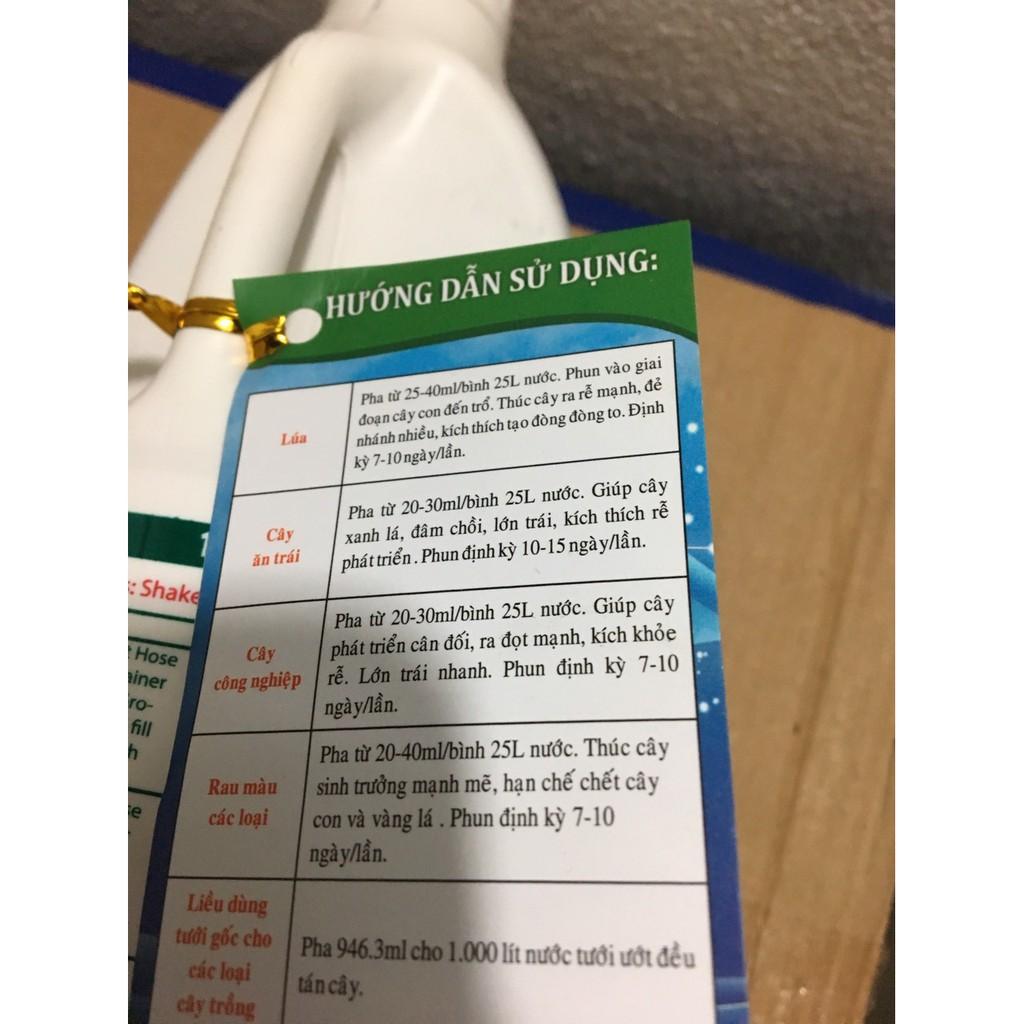 HƯỚNG DẪN SỬ DỤNG:
Lúa
Pha từ 25-40ml/bình 25L nước. Phun vào giai
đoạn cây con đến trổ. Thúc cây ra rễ mạnh, đẻ
nhánh nhiều, kích thích tạo đòng đòng to. Định
kỳ 7-10 ngày/lần.
Cây
ăn trái
Pha từ 20-30ml/bình 25L nước. Giúp cây
xanh lá, đâm chồi, lớn trái, kích thích rễ
phát triển . Phun định kỳ 10-15 ngày/lần.
Cây
công nghiệp
Pha từ 20-30ml/bình 25L nước. Giúp cây
phát triển cân đối, ra đọt mạnh, kích khỏe
rễ. Lớn trái nhanh. Phun định kỳ 7-10
ngày/lần.
Rau màu
các loại
Pha từ 20-40ml/bình 25L nước. Thúc cây
sinh trưởng mạnh mẽ, hạn chế chết cây
con và vàng lá . Phun định kỳ 7-10
ngày/lần.
Liều dùng
tưới gốc cho
các loại
cây trồng
Pha 946.3ml cho 1.000 lít nước tưới ướt đều
tán cây.
: Shake
Hose
ainer
ro-
fill
h
se